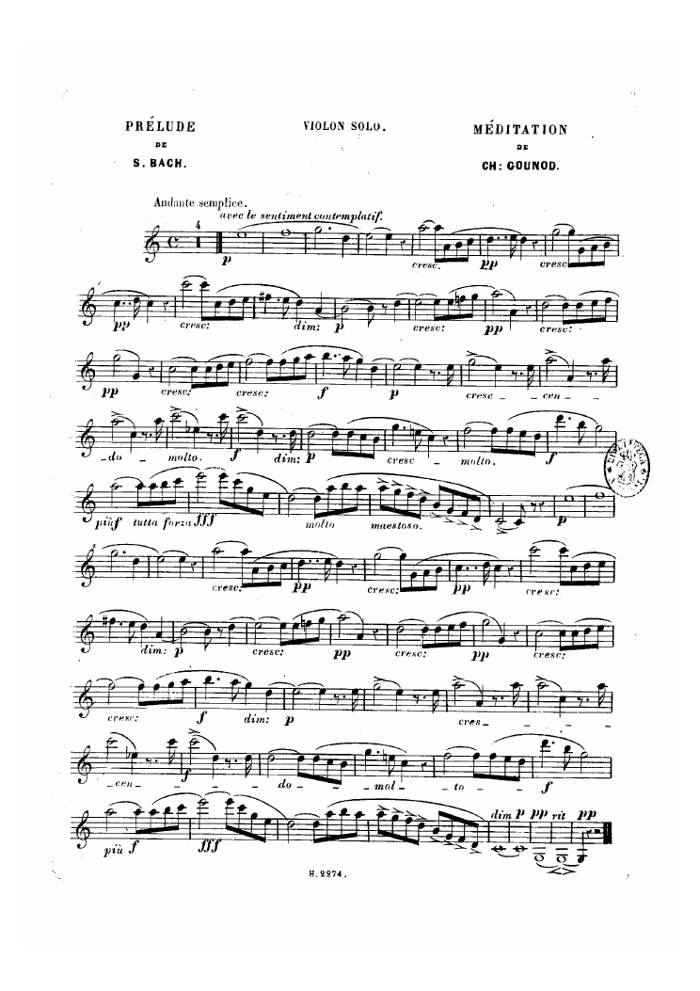 PRÉLUDE
DE
S. BACH.
VIOLON SOLO.
MÉDITATION
DE
CH: GOUNOD.
Andante semplice.
avec le sentiment contemplatif.
4
p cresc: pp cresc:
pp cresc: dim: p cresc: pp cresc:
pp cresc: cresc: f p cresc - cen -
- do - molto. f dim: p cresc - molto. f
più f tutta forza fff molto maestoso. p
cresc: pp cresc: pp cresc:
dim: p cresc: pp cresc: pp cresc:
cresc: f dim: p cres -
- cen - do - mol - to - f
più f fff dim p pp rit pp
H. 2274.